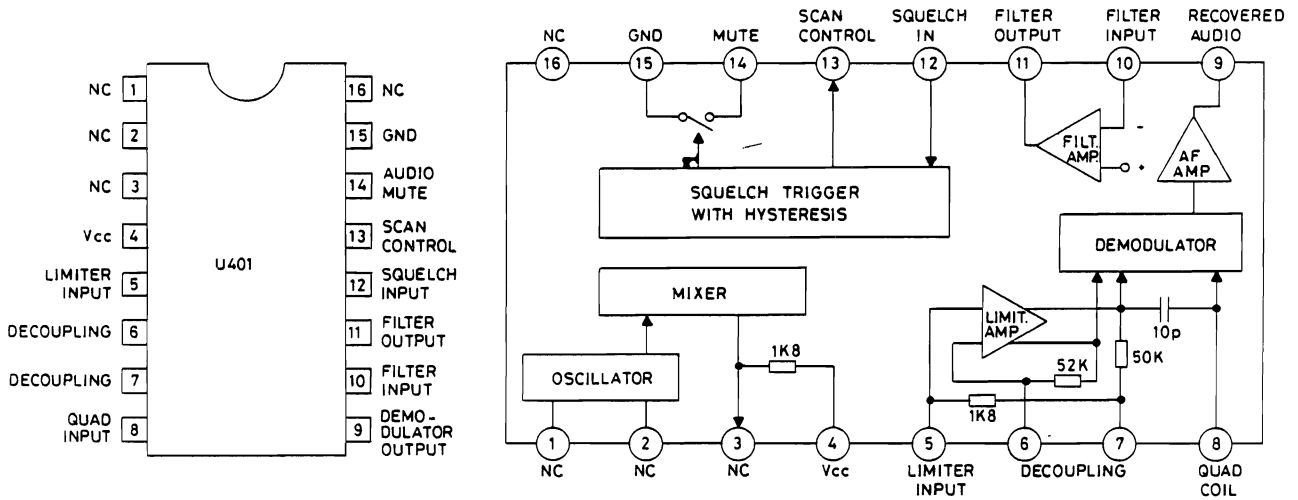 NC 1
NC 2
NC 3
Vcc 4
LIMITER
INPUT 5
DECOUPLING 6
DECOUPLING 7
QUAD
INPUT 8
U401
16 NC
15 GND
14 AUDIO
MUTE
13 SCAN
CONTROL
12 SQUELCH
INPUT
11 FILTER
OUTPUT
10 FILTER
INPUT
9 DEMO-
DULATOR
OUTPUT
NC
GND
MUTE
SCAN
CONTROL
SQUELCH
IN
FILTER
OUTPUT
FILTER
INPUT
RECOVERED
AUDIO
16 15 14 13 12 11 10 9
FILT.
AMP.
- 
+
AF
AMP
SQUELCH TRIGGER
WITH HYSTERESIS
DEMODULATOR
MIXER
LIMIT.
AMP
10p
1K8
52K
50K
OSCILLATOR
1K8
1 2 3 4 5 6 7 8
NC
NC
NC
Vcc
LIMITER
INPUT
DECOUPLING
QUAD
COIL